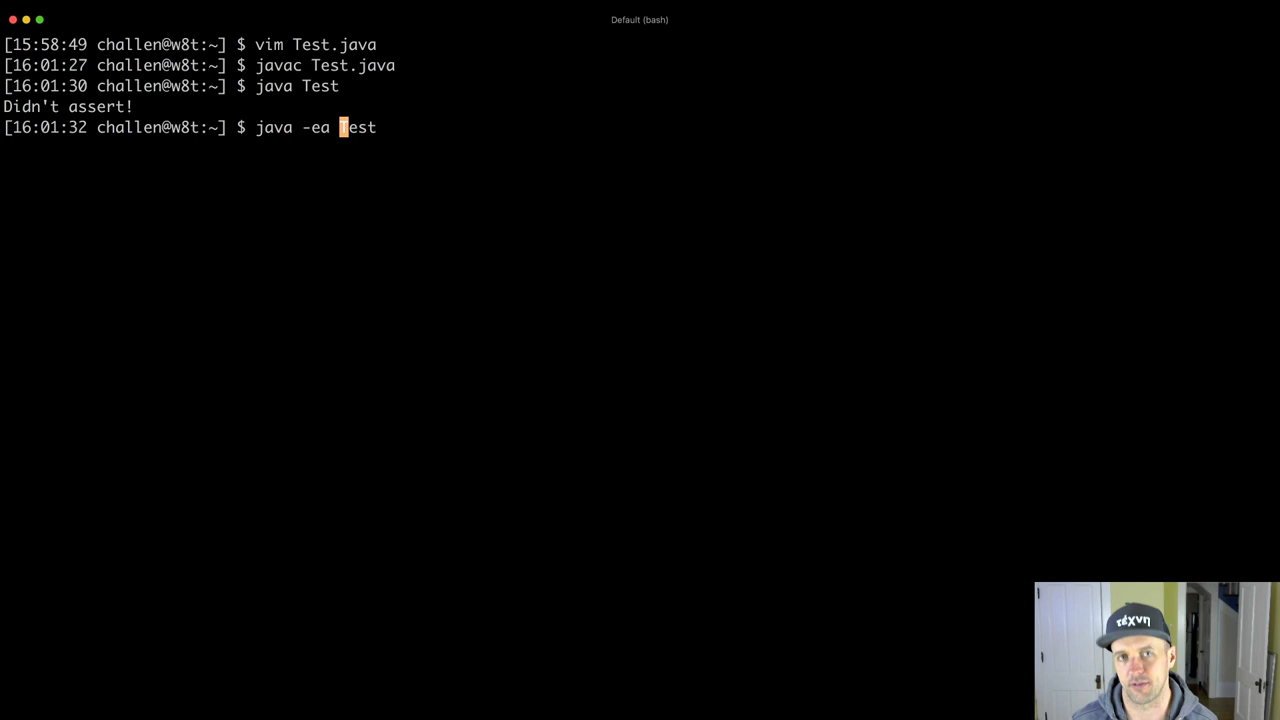 Default (bash)
[15:58:49 challen@w8t:~] $ vim Test.java
[16:01:27 challen@w8t:~] $ javac Test.java
[16:01:30 challen@w8t:~] $ java Test
Didn't assert!
[16:01:32 challen@w8t:~] $ java -ea Test
τέχνη